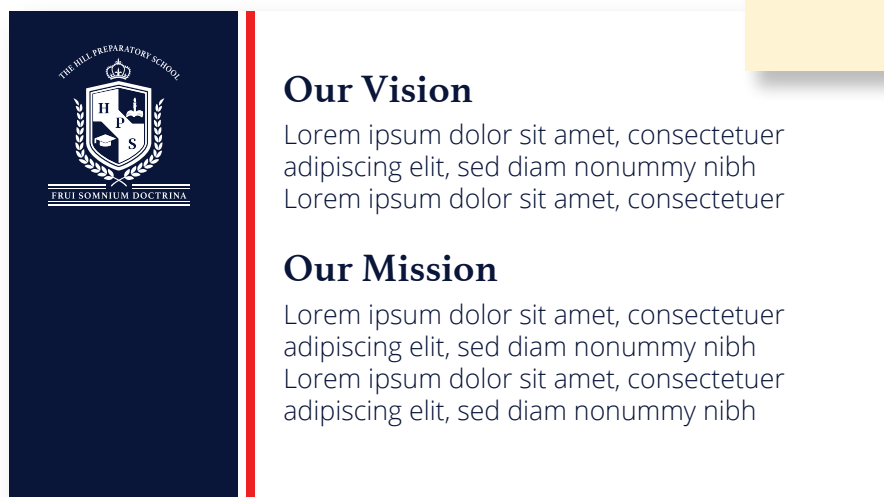 THE HILL PREPARATORY SCHOOL
H
P
S
FRUI SOMNIUM DOCTRINA
Our Vision
Lorem ipsum dolor sit amet, consectetuer
adipiscing elit, sed diam nonummy nibh
Lorem ipsum dolor sit amet, consectetuer
Our Mission
Lorem ipsum dolor sit amet, consectetuer
adipiscing elit, sed diam nonummy nibh
Lorem ipsum dolor sit amet, consectetuer
adipiscing elit, sed diam nonummy nibh